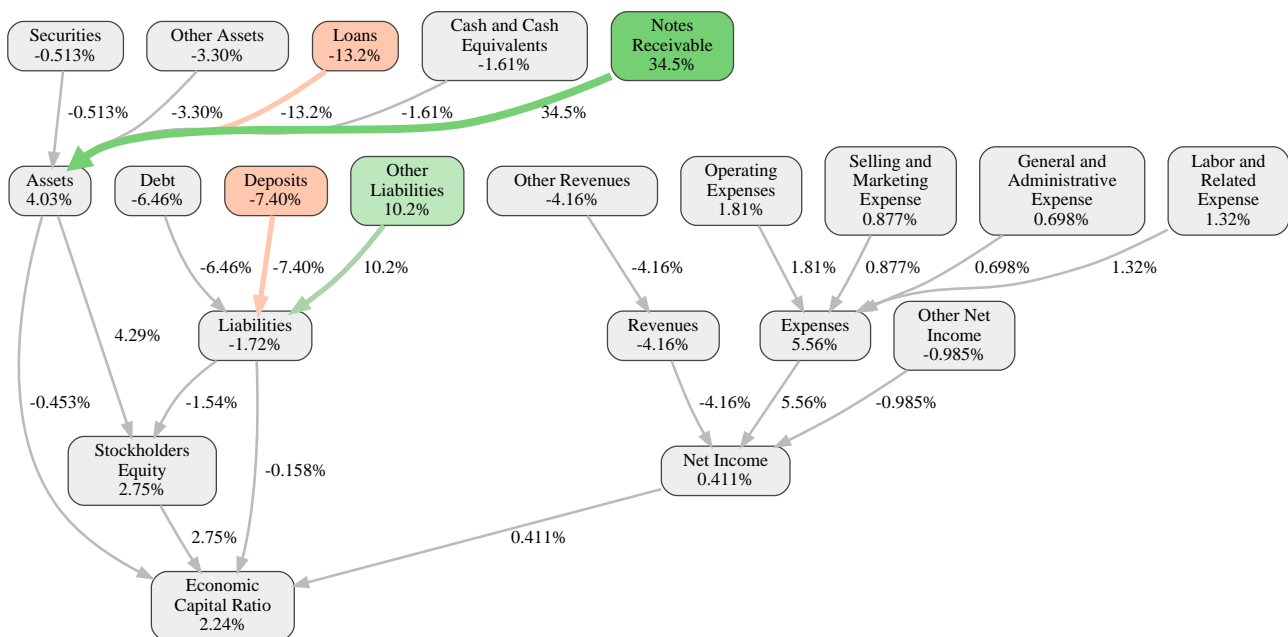 Securities
-0.513%
Other Assets
-3.30%
Loans
-13.2%
Cash and Cash
Equivalents
-1.61%
Notes
Receivable
34.5%
-0.513%
-3.30%
-13.2%
-1.61%
34.5%
Assets
4.03%
Debt
-6.46%
Deposits
-7.40%
Other
Liabilities
10.2%
Other Revenues
-4.16%
Operating
Expenses
1.81%
Selling and
Marketing
Expense
0.877%
General and
Administrative
Expense
0.698%
Labor and
Related
Expense
1.32%
-6.46%
-7.40%
10.2%
-4.16%
1.81%
0.877%
0.698%
1.32%
Liabilities
-1.72%
Revenues
-4.16%
Expenses
5.56%
Other Net
Income
-0.985%
4.29%
-0.453%
-1.54%
-4.16%
5.56%
-0.985%
Stockholders
Equity
2.75%
-0.158%
Net Income
0.411%
2.75%
0.411%
Economic
Capital Ratio
2.24%